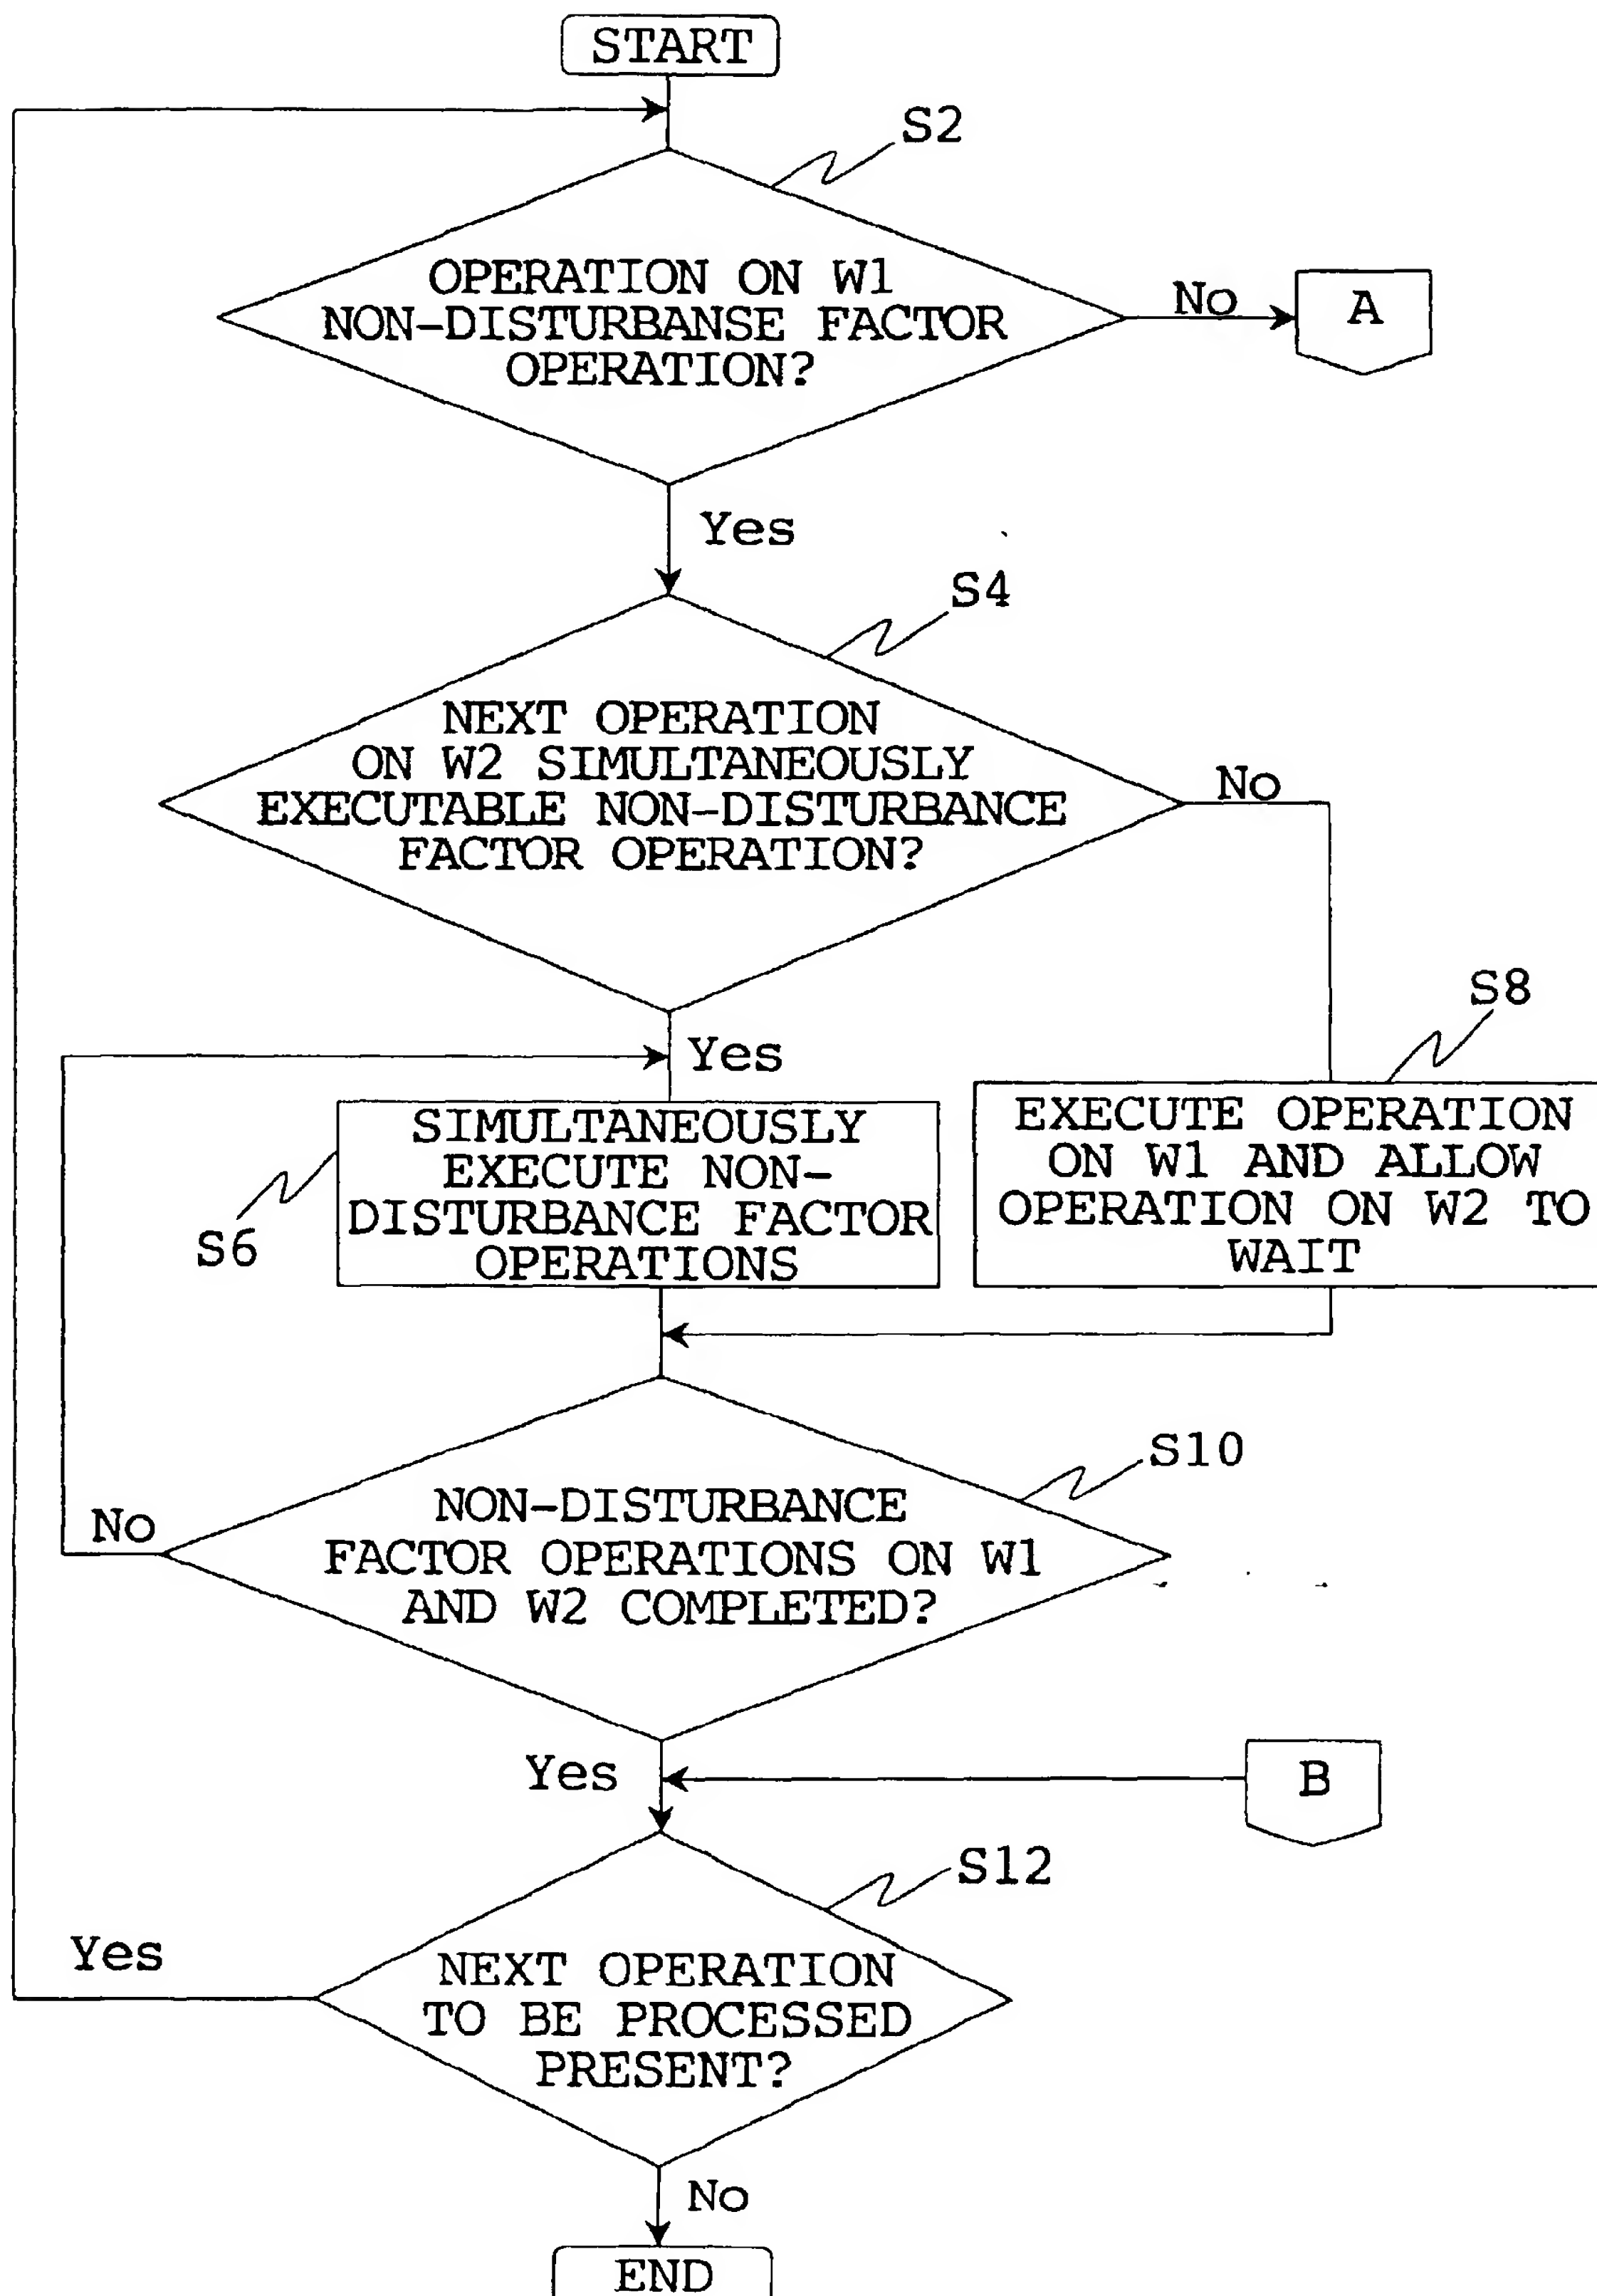 START
S2
OPERATION ON W1
NON-DISTURBANSE FACTOR
OPERATION?
No
A
Yes
S4
NEXT OPERATION
ON W2 SIMULTANEOUSLY
EXECUTABLE NON-DISTURBANCE
FACTOR OPERATION?
No
S8
Yes
SIMULTANEOUSLY
EXECUTE NON-
DISTURBANCE FACTOR
OPERATIONS
S6
EXECUTE OPERATION
ON W1 AND ALLOW
OPERATION ON W2 TO
WAIT
S10
NON-DISTURBANCE
FACTOR OPERATIONS ON W1
AND W2 COMPLETED?
No
Yes
B
S12
NEXT OPERATION
TO BE PROCESSED
PRESENT?
Yes
No
END